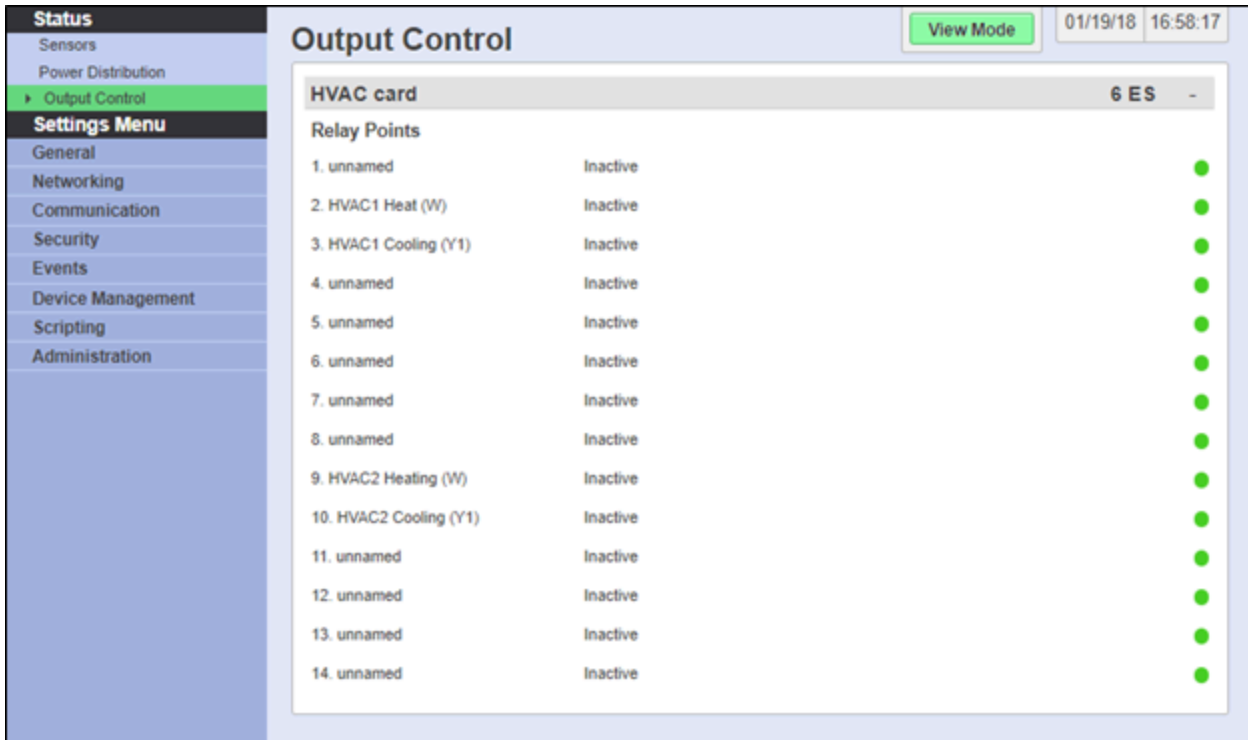 Status
Sensors
Power Distribution
Output Control
Settings Menu
General
Networking
Communication
Security
Events
Device Management
Scripting
Administration
Output Control
View Mode
01/19/18 16:58:17
HVAC card 6 ES -
Relay Points
1. unnamed Inactive
2. HVAC1 Heat (W) Inactive
3. HVAC1 Cooling (Y1) Inactive
4. unnamed Inactive
5. unnamed Inactive
6. unnamed Inactive
7. unnamed Inactive
8. unnamed Inactive
9. HVAC2 Heating (W) Inactive
10. HVAC2 Cooling (Y1) Inactive
11. unnamed Inactive
12. unnamed Inactive
13. unnamed Inactive
14. unnamed Inactive